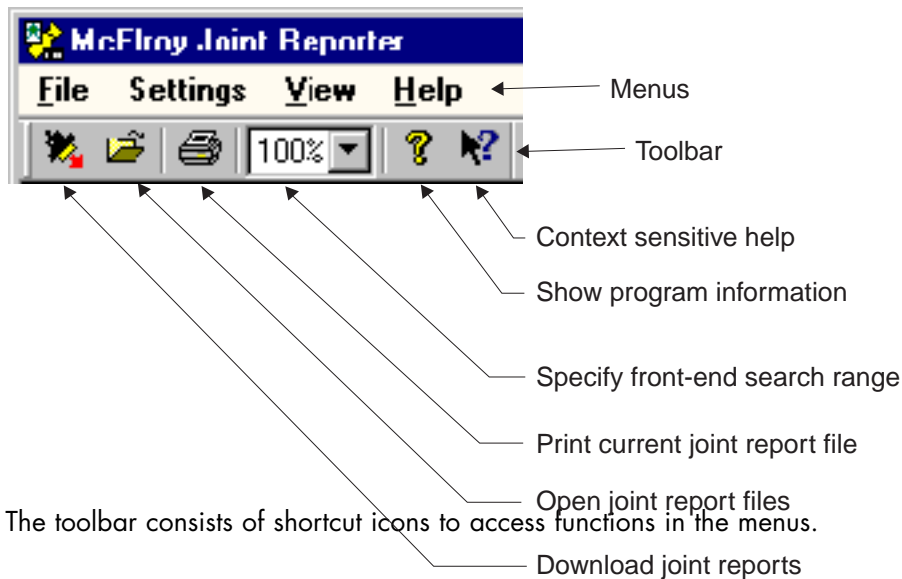 McElroy Joint Reporter
File Settings View Help
Menus
100%
Toolbar
Context sensitive help
Show program information
Specify front-end search range
Print current joint report file
Open joint report files
The toolbar consists of shortcut icons to access functions in the menus.
Download joint reports